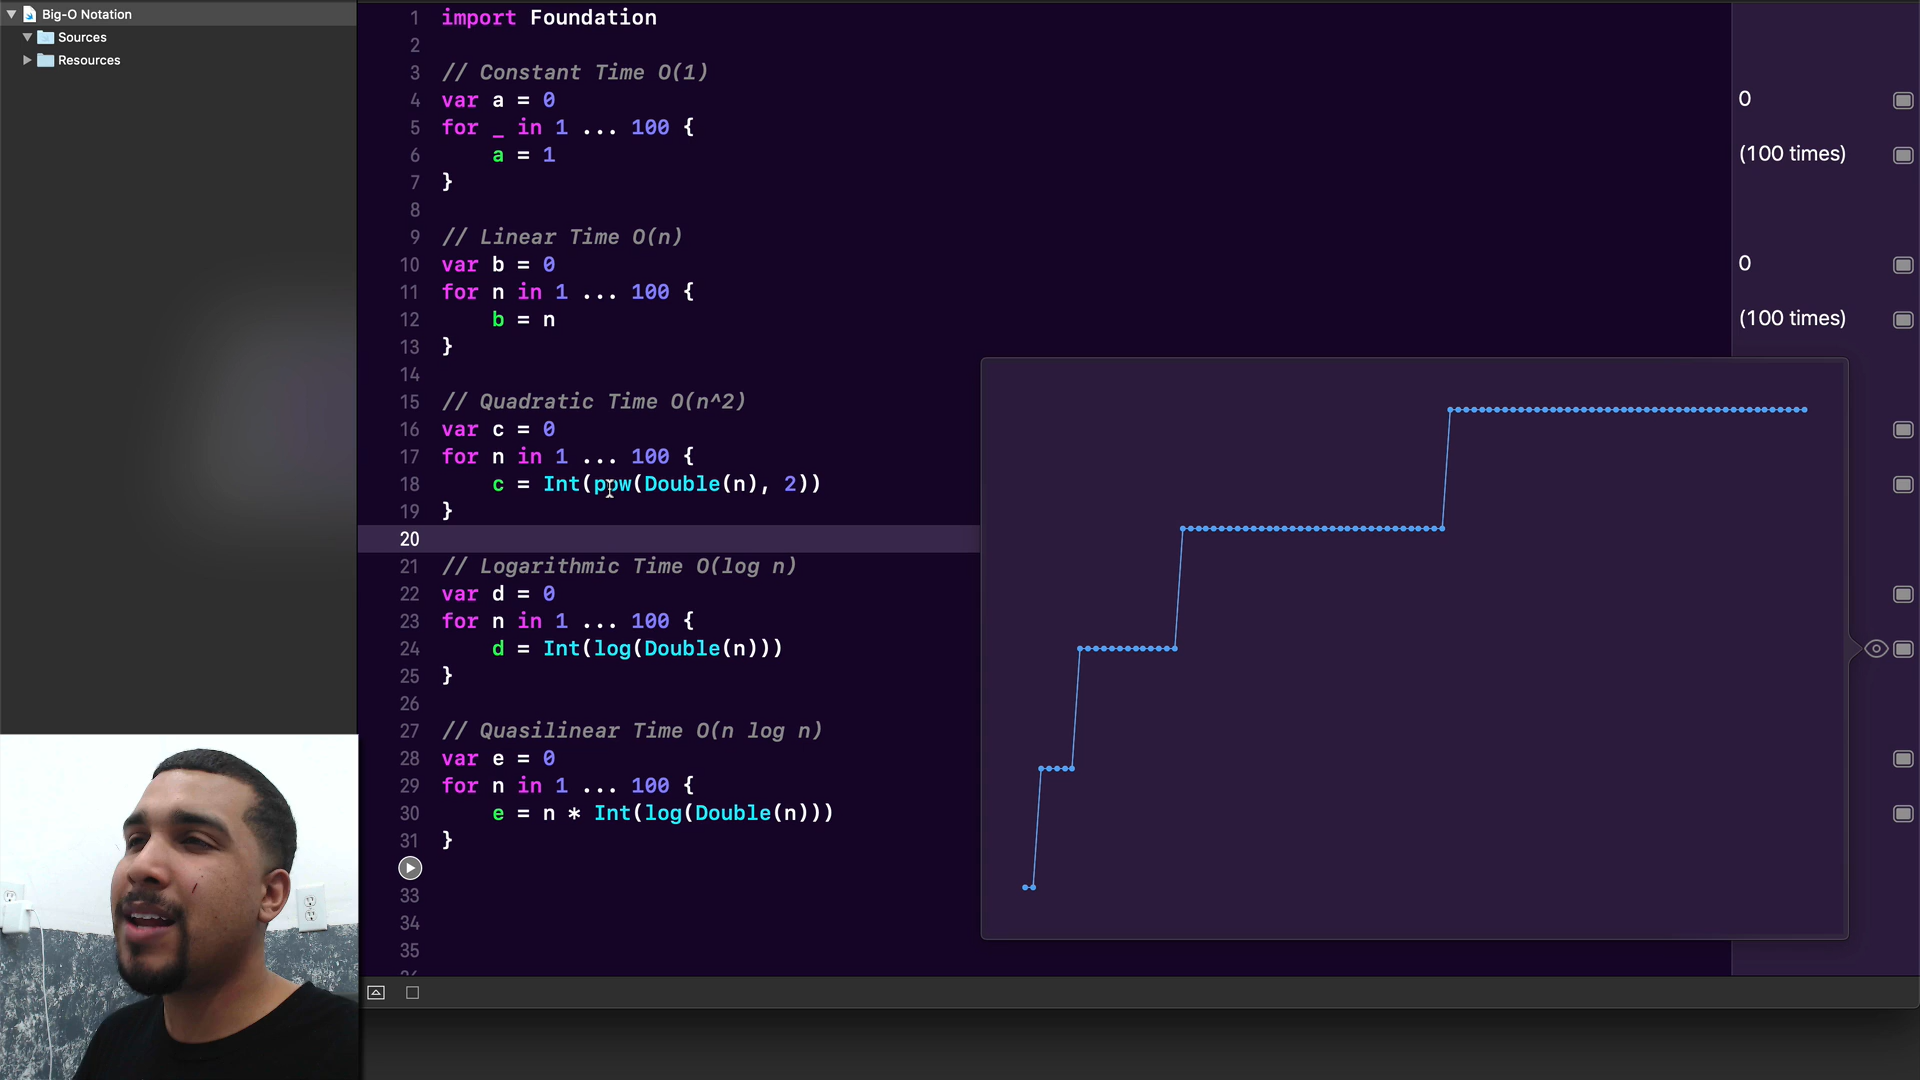 Big-O Notation
Sources
Resources
1 import Foundation
2
3 // Constant Time O(1)
4 var a = 0
5 for _ in 1 ... 100 {
6 a = 1
7 }
8
9 // Linear Time O(n)
10 var b = 0
11 for n in 1 ... 100 {
12 b = n
13 }
14
15 // Quadratic Time O(n^2)
16 var c = 0
17 for n in 1 ... 100 {
18 c = Int(pow(Double(n), 2))
19 }
20
21 // Logarithmic Time O(log n)
22 var d = 0
23 for n in 1 ... 100 {
24 d = Int(log(Double(n)))
25 }
26
27 // Quasilinear Time O(n log n)
28 var e = 0
29 for n in 1 ... 100 {
30 e = n * Int(log(Double(n)))
31 }
33
34
35
0
(100 times)
0
(100 times)